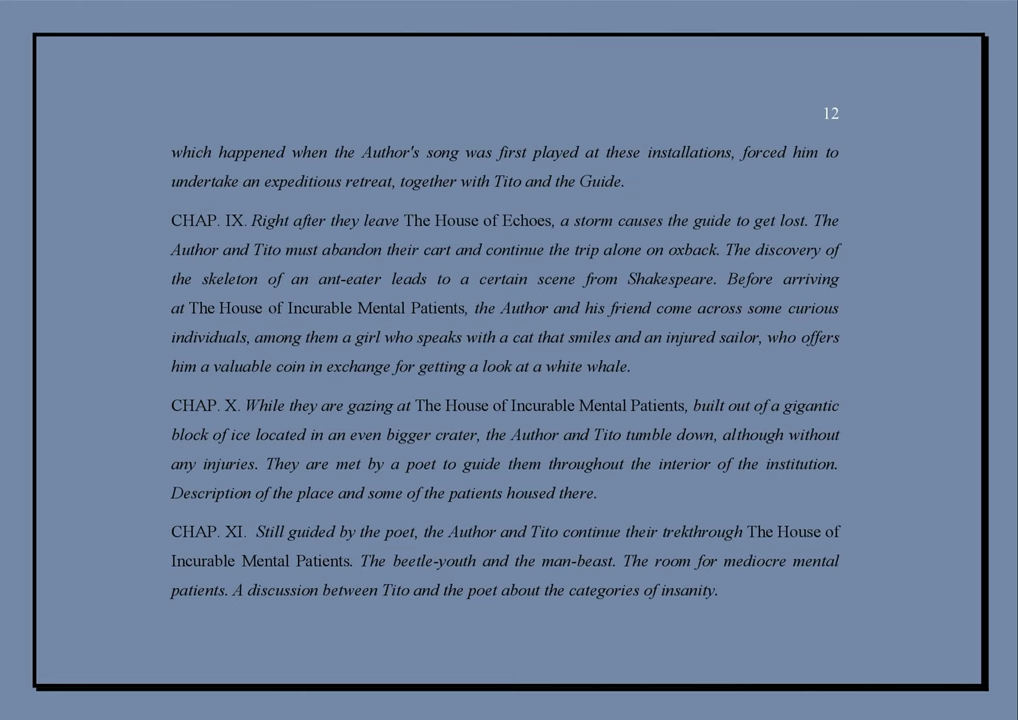 12
which happened when the Author's song was first played at these installations, forced him to
undertake an expeditious retreat, together with Tito and the Guide.
CHAP. IX. Right after they leave The House of Echoes, a storm causes the guide to get lost. The
Author and Tito must abandon their cart and continue the trip alone on oxback. The discovery of
the skeleton of an ant-eater leads to a certain scene from Shakespeare. Before arriving
at The House of Incurable Mental Patients, the Author and his friend come across some curious
individuals, among them a girl who speaks with a cat that smiles and an injured sailor, who offers
him a valuable coin in exchange for getting a look at a white whale.
CHAP. X. While they are gazing at The House of Incurable Mental Patients, built out of a gigantic
block of ice located in an even bigger crater, the Author and Tito tumble down, although without
any injuries. They are met by a poet to guide them throughout the interior of the institution.
Description of the place and some of the patients housed there.
CHAP. XI. Still guided by the poet, the Author and Tito continue their trekthrough The House of
Incurable Mental Patients. The beetle-youth and the man-beast. The room for mediocre mental
patients. A discussion between Tito and the poet about the categories of insanity.